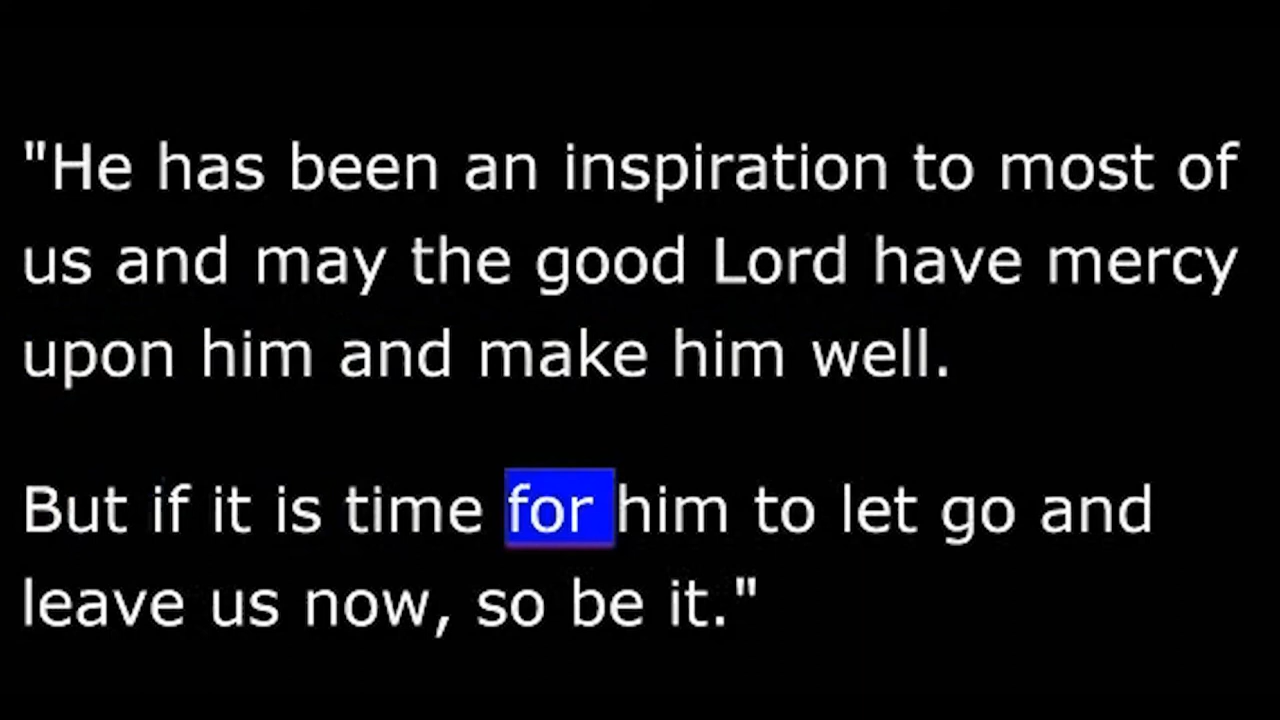 "He has been an inspiration to most of
us and may the good Lord have mercy
upon him and make him well.
But if it is time for him to let go and
leave us now, so be it."